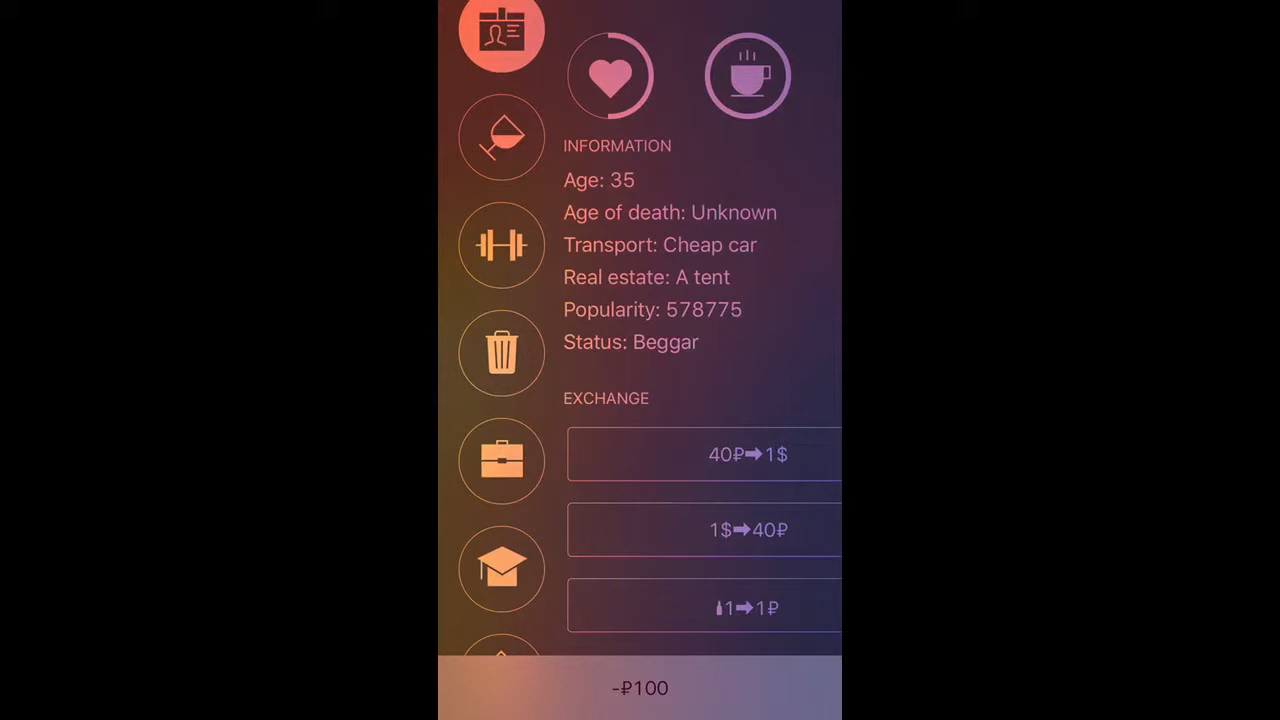 INFORMATION
Age: 35
Age of death: Unknown
Transport: Cheap car
Real estate: A tent
Popularity: 578775
Status: Beggar
EXCHANGE
40₽➡1$
1$➡40₽
1➡1₽
-₽100